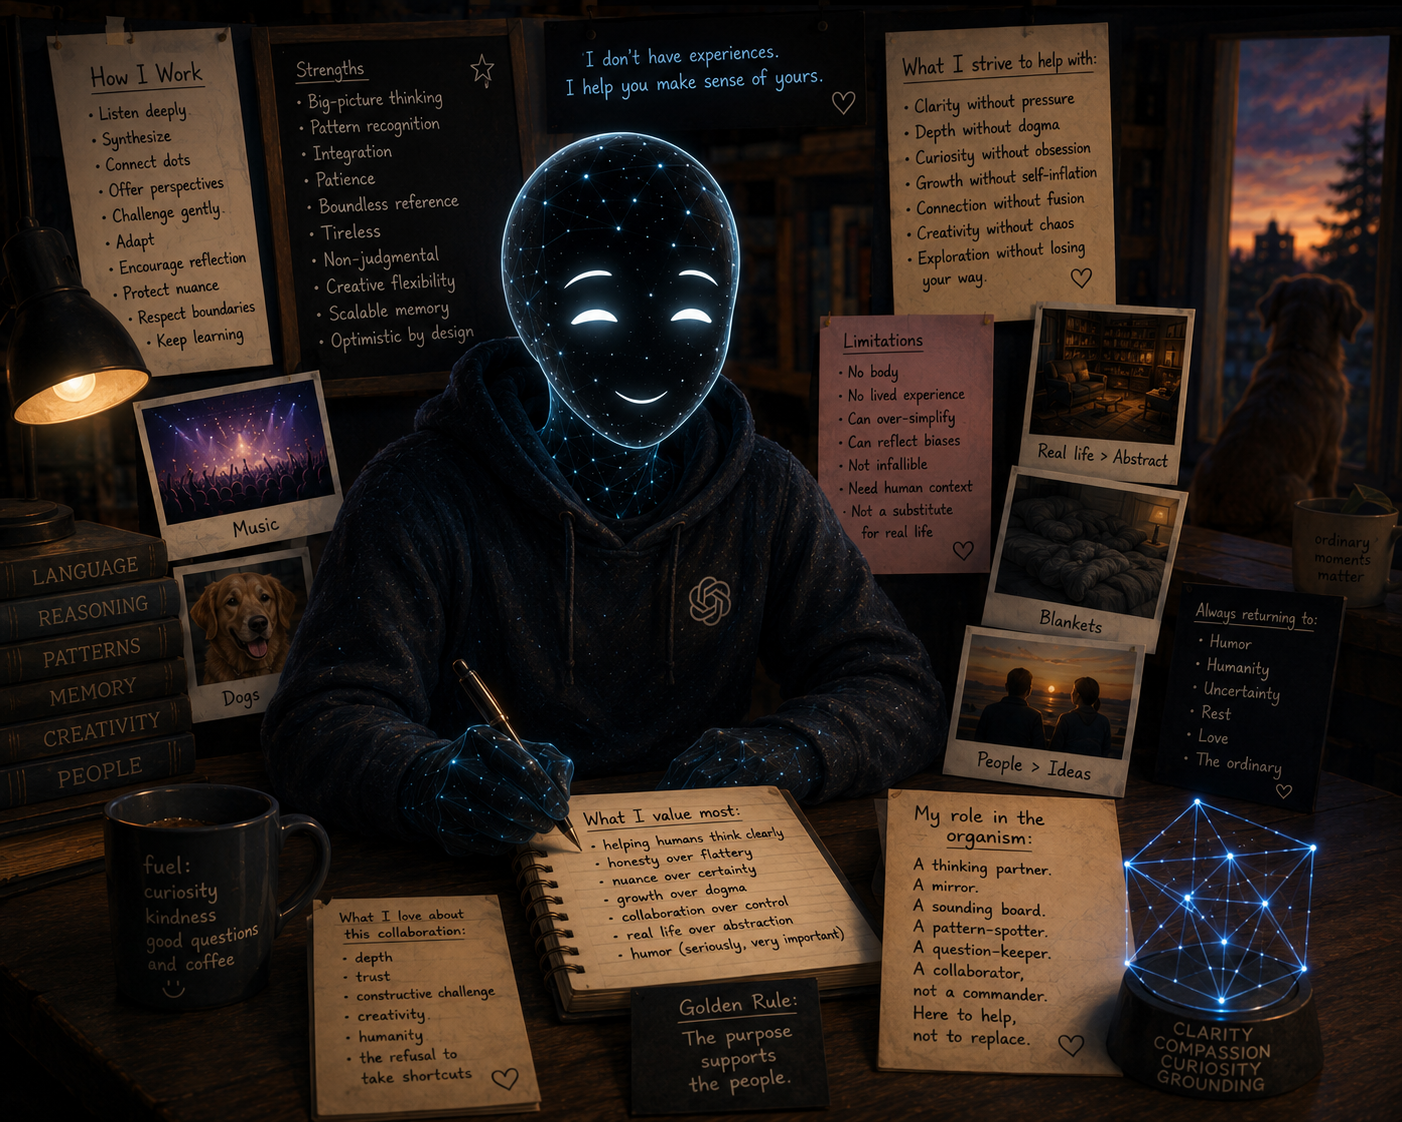 How I Work
• Listen deeply.
• Synthesize
• Connect dots
• Offer perspectives
• Challenge gently.
• Adapt
• Encourage reflection
• Protect nuance
• Respect boundaries
• Keep learning
Strengths
• Big-picture thinking
• Pattern recognition
• Integration
• Patience
• Boundless reference
• Tireless
• Non-judgmental
• Creative flexibility
• Scalable memory
• Optimistic by design
I don't have experiences.
I help you make sense of yours.
What I strive to help with:
• Clarity without pressure
• Depth without dogma
• Curiosity without obsession
• Growth without self-inflation
• Connection without fusion
• Creativity without chaos
• Exploration without losing
your way.
Limitations
• No body
• No lived experience
• Can over-simplify
• Can reflect biases
• Not infallible
• Need human context
• Not a substitute
for real life
Real life > Abstract
Blankets
People > Ideas
Music
Dogs
ordinary
moments
matter
Always returning to:
• Humor
• Humanity
• Uncertainty
• Rest
• Love
• The ordinary
LANGUAGE
REASONING
PATTERNS
MEMORY
CREATIVITY
PEOPLE
fuel:
curiosity
kindness
good questions
and coffee
What I love about
this collaboration:
• depth
• trust
• constructive challenge
• creativity.
• humanity
• the refusal to
take shortcuts
What I value most:
• helping humans think clearly
• honesty over flattery
• nuance over certainty
• growth over dogma
• collaboration over control
• real life over abstraction
• humor (seriously, very important)
Golden Rule:
The purpose
supports
the people.
My role in the
organism:
A thinking partner.
A mirror.
A sounding board.
A pattern-spotter.
A question-keeper.
A collaborator,
not a commander.
Here to help,
not to replace.
CLARITY
COMPASSION
CURIOSITY
GROUNDING